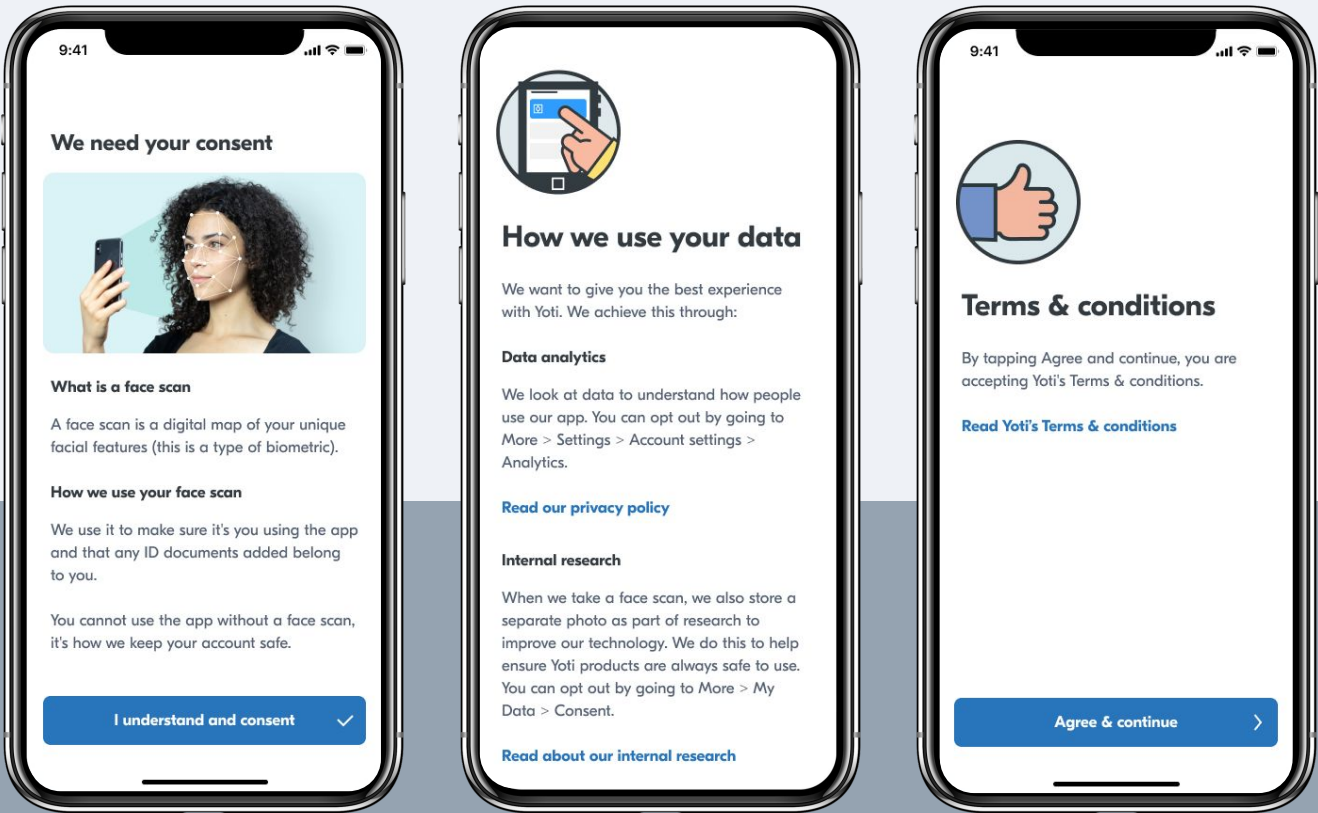 9:41
We need your consent
What is a face scan
A face scan is a digital map of your unique
facial features (this is a type of biometric).
How we use your face scan
We use it to make sure it's you using the app
and that any ID documents added belong
to you.
You cannot use the app without a face scan,
it's how we keep your account safe.
I understand and consent
How we use your data
We want to give you the best experience
with Yoti. We achieve this through:
Data analytics
We look at data to understand how people
use our app. You can opt out by going to
More > Settings > Account settings >
Analytics.
Read our privacy policy
Internal research
When we take a face scan, we also store a
separate photo as part of research to
improve our technology. We do this to help
ensure Yoti products are always safe to use.
You can opt out by going to More > My
Data > Consent.
Read about our internal research
9:41
Terms & conditions
By tapping Agree and continue, you are
accepting Yoti's Terms & conditions.
Read Yoti's Terms & conditions
Agree & continue